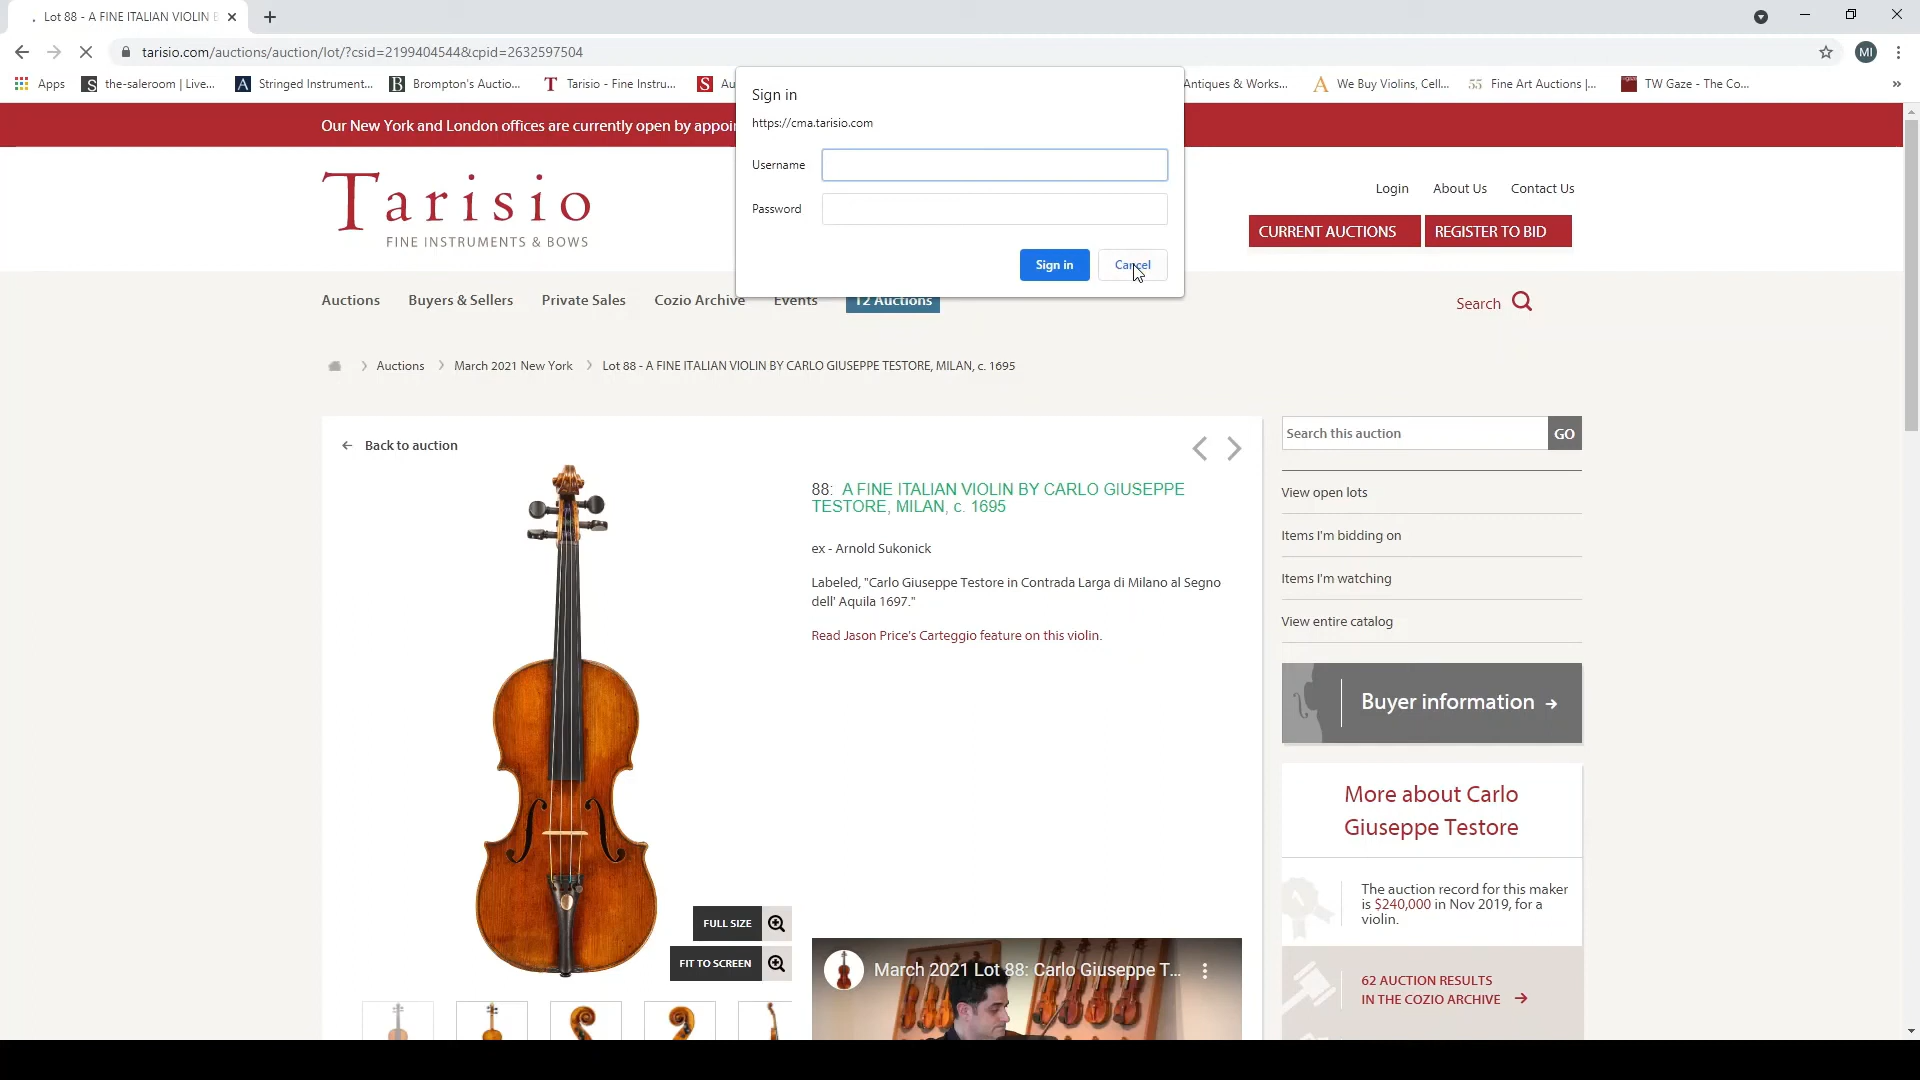 Lot 88 - A FINE ITALIAN VIOLIN
tarisio.com/auctions/auction/lot/?csid=2199404544&cpid=2632597504
MI
Apps
the-saleroom | Live...
Stringed Instrument...
Brompton's Auctio...
Tarisio - Fine Instru...
Antiques & Works...
We Buy Violins, Cell...
Fine Art Auctions |...
TW Gaze - The Co...
Sign in
https://cma.tarisio.com
Username
Password
Sign in
Cancel
Our New York and London offices are currently open by
Tarisio
FINE INSTRUMENTS & BOWS
Login
About Us
Contact Us
CURRENT AUCTIONS
REGISTER TO BID
Auctions
Buyers & Sellers
Private Sales
Cozio Archive
Events
T2 Auctions
Search
Auctions
March 2021 New York
Lot 88 - A FINE ITALIAN VIOLIN BY CARLO GIUSEPPE TESTORE, MILAN, c. 1695
Back to auction
88: A FINE ITALIAN VIOLIN BY CARLO GIUSEPPE
TESTORE, MILAN, c. 1695
ex - Arnold Sukonick
Labeled, "Carlo Giuseppe Testore in Contrada Larga di Milano al Segno
dell' Aquila 1697."
Read Jason Price's Carteggio feature on this violin.
FULL SIZE
FIT TO SCREEN
March 2021 Lot 88: Carlo Giuseppe T...
Search this auction
GO
View open lots
Items I'm bidding on
Items I'm watching
View entire catalog
Buyer information →
More about Carlo
Giuseppe Testore
The auction record for this maker
is $240,000 in Nov 2019, for a
violin.
62 AUCTION RESULTS
IN THE COZIO ARCHIVE →